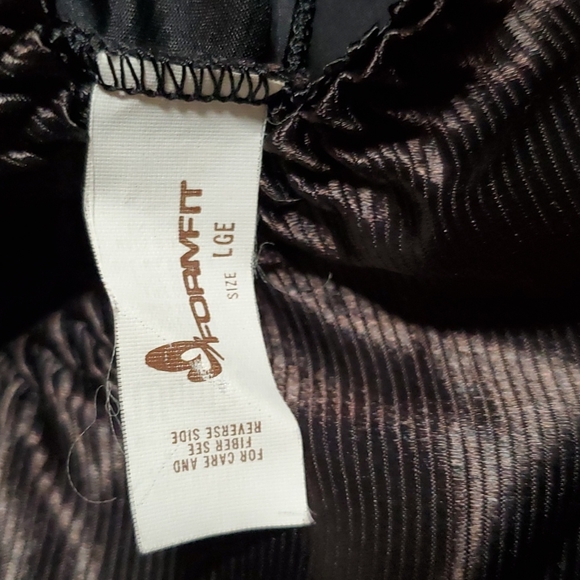 FORMFIT
SIZE LGE
FOR CARE AND
FIBER SEE
REVERSE SIDE